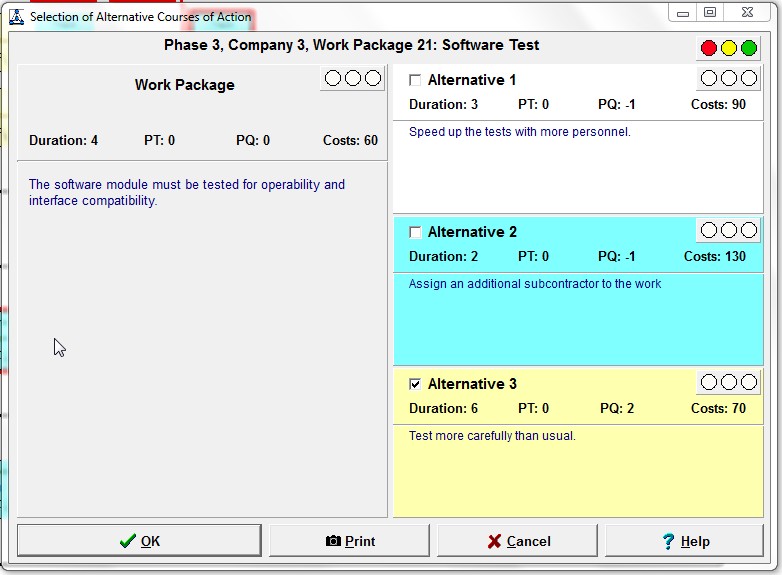 Selection of Alternative Courses of Action
Phase 3, Company 3, Work Package 21: Software Test
Work Package
Duration: 4 PT: 0 PQ: 0 Costs: 60
The software module must be tested for operability and
interface compatibility.
Alternative 1
Duration: 3 PT: 0 PQ: -1 Costs: 90
Speed up the tests with more personnel.
Alternative 2
Duration: 2 PT: 0 PQ: -1 Costs: 130
Assign an additional subcontractor to the work
Alternative 3
Duration: 6 PT: 0 PQ: 2 Costs: 70
Test more carefully than usual.
OK Print Cancel Help